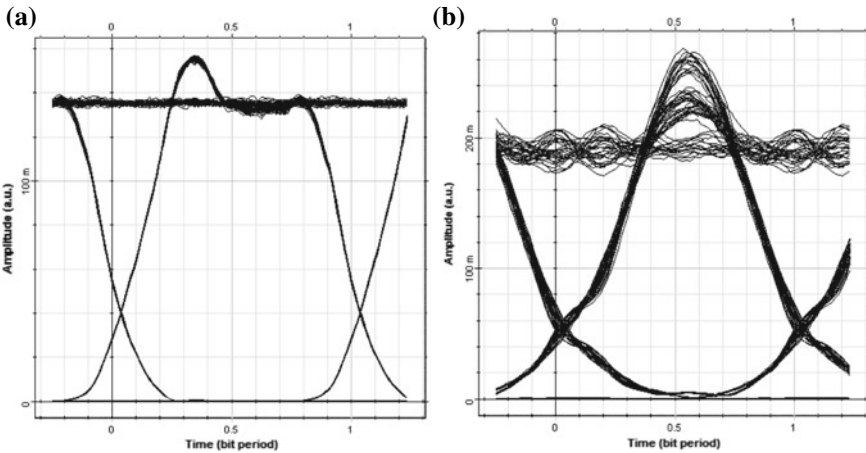 (a)
0 0.5 1
100 m
0
Amplitude (a.u.)
0 0.5 1
Time (bit period)
(b)
0 0.5 1
200 m
100 m
0
Amplitude (a.u.)
0 0.5 1
Time (bit period)